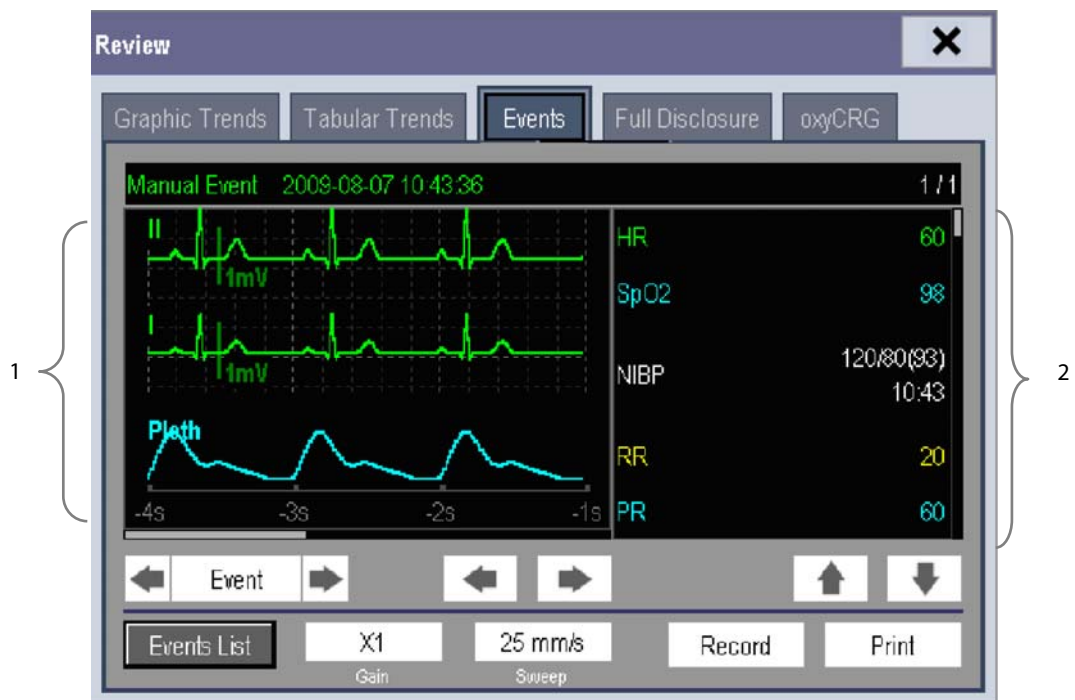 Review
Graphic Trends Tabular Trends Events Full Disclosure oxyCRG
Manual Event 2009-08-07 10:43:36 1 / 1
II
1mV
I
1mV
Pleth
-4s -3s -2s -1s
HR 60
SpO2 98
NIBP 120/80(93)
10:43
RR 20
PR 60
1
2
Event
Events List X1 25 mm/s Record Print
Gain Sweep